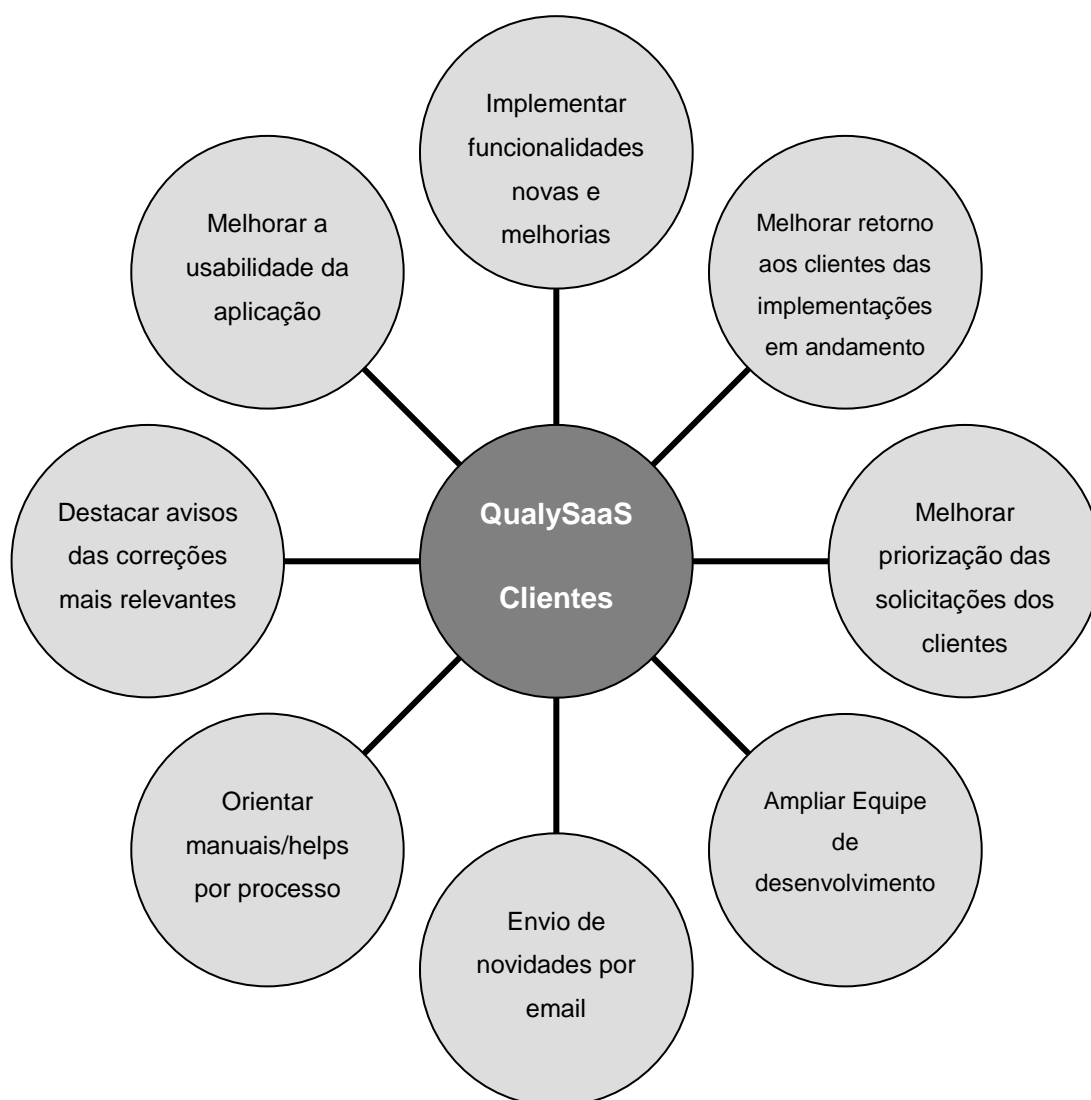 Implementar
funcionalidades
novas e
melhorias
Melhorar retorno
aos clientes das
implementações
em andamento
Melhorar
priorização das
solicitações dos
clientes
Ampliar Equipe
de
desenvolvimento
Envio de
novidades por
email
Orientar
manuais/helps
por processo
Destacar avisos
das correções
mais relevantes
Melhorar a
usabilidade da
aplicação
QualySaaS
Clientes